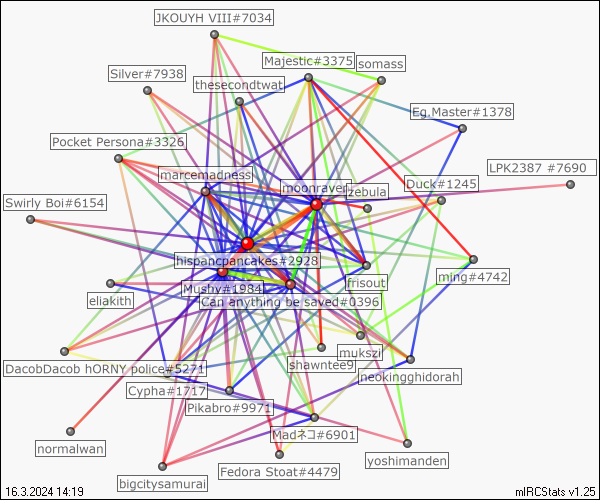 JKOUYH VIII#7034
Majestic#3375
somass
Silver#7938
thesecondtwat
Eg.Master#1378
Pocket Persona#3326
LPK2387 #7690
marcemadness
moonraven
zebula
Duck#1245
Swirly Boi#6154
hispancpancakes#2928
ming#4742
Mushy#1984
frisout
eliakith
Can anything be saved#0396
mukszi
DacobDacob hORNY police#5271
shawntee9
neokingghidorah
Cypha#1717
Pikabro#9971
Madネコ#6901
normalwan
yoshimanden
Fedora Stoat#4479
bigcitysamurai
16.3.2024 14:19
mIRCStats v1.25